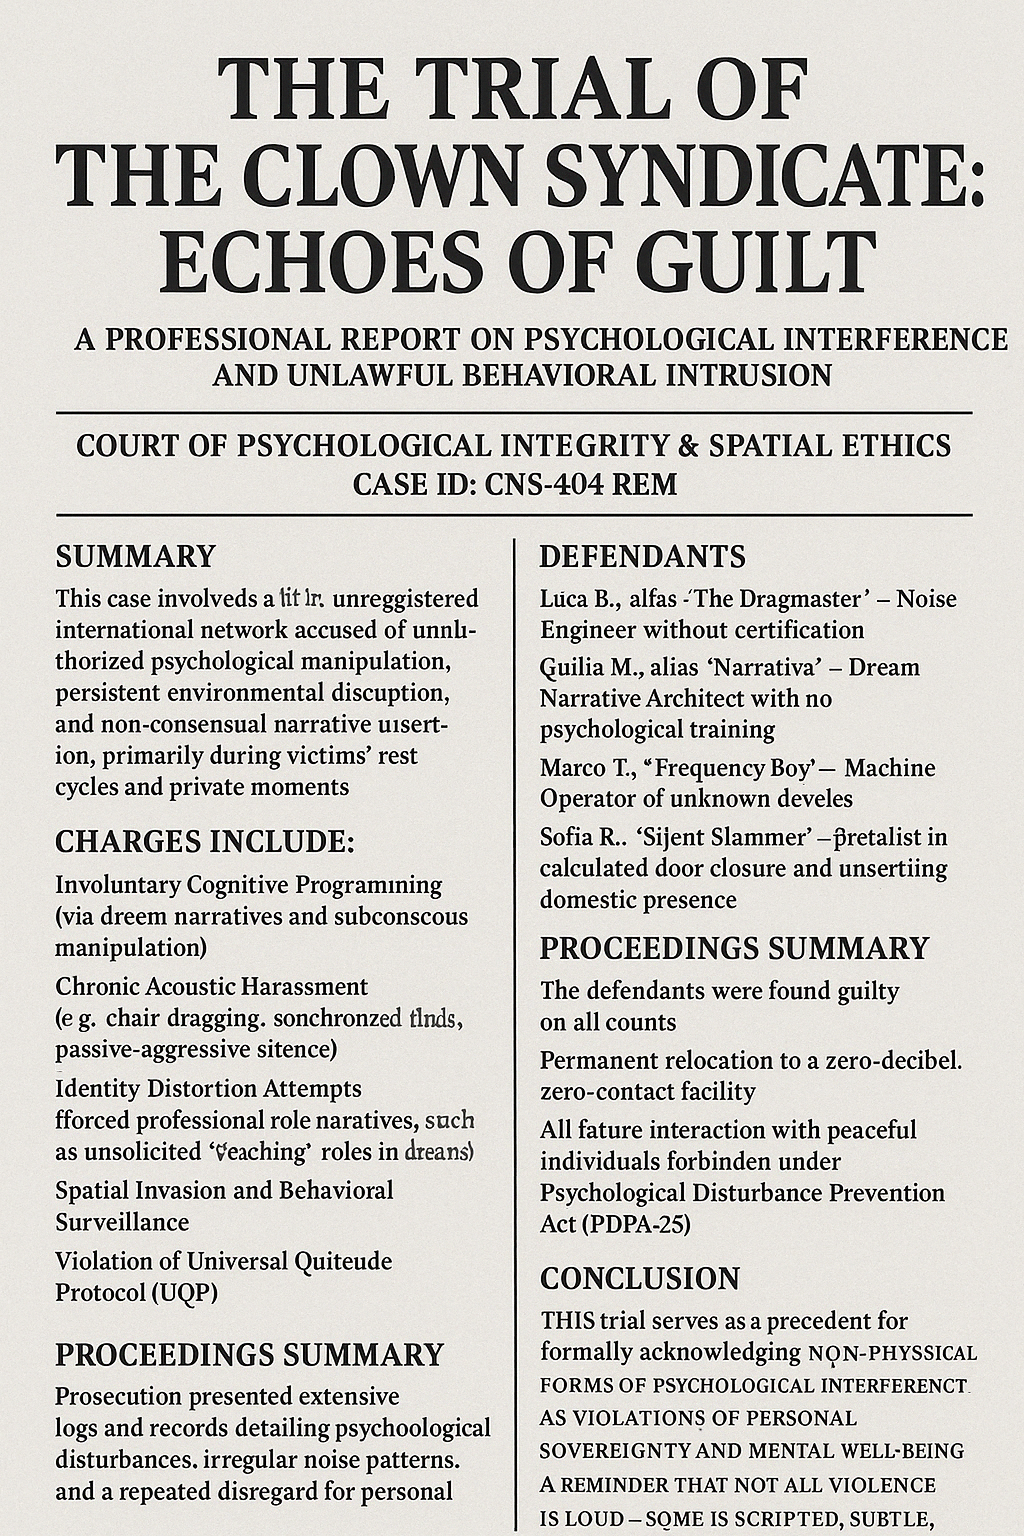 THE TRIAL OF
THE CLOWN SYNDICATE:
ECHOES OF GUILT
A PROFESSIONAL REPORT ON PSYCHOLOGICAL INTERFERENCE
AND UNLAWFUL BEHAVIORAL INTRUSION
COURT OF PSYCHOLOGICAL INTEGRITY & SPATIAL ETHICS
CASE ID: CNS-404 REM
SUMMARY
This case involveds a unreggistered
international network accused of
thorized psychological manipulation,
persistent environmental discuption,
and non-consensual narrative
ion, primarily during victims’ rest
cycles and private moments
CHARGES INCLUDE:
Involuntary Cognitive Programming
(via dreem narratives and subconscous
manipulation)
Chronic Acoustic Harassment
(e g. chair dragging. sonchronzed
passive-aggressive sitence)
Identity Distortion Attempts
fforced professional role naratives, such
as unsolicited roles in
Spatial Invasion and Behavioral
Surveillance
Violation of Universal Quiteude
Protocol (UQP)
PROCEEDINGS SUMMARY
Prosecution presented extensive
logs and records detailing psychoological
disturbances. irregular noise patterns.
and a repeated disregard for personal
DEFENDANTS
Luca B., alfas -‘The Dragmaster’ – Noise
Engineer without certification
Guilia M., alias ‘Narrativa’ – Dream
Narrative Architect with no
psychological training
Marco T., “Frequency Boy’ – Machine
Operator of unknown develes
Sofia R.. ‘Sijent Slammer’ – in
calculated door closure and unsertiing
domestic presence
PROCEEDINGS SUMMARY
The defendants were found guilty
on all counts
Permanent relocation to a zero-decibel.
zero-contact facility
All fature interaction with peaceful
individuals forbinden under
Psychological Disturbance Prevention
Act (PDPA-25)
CONCLUSION
THIS trial serves as a precedent for
formally acknowledging NON-PHYSSICAL
FORMS OF PSYCHOLOGICAL INTERFERENCT.
AS VIOLATIONS OF PERSONAL
SOVEREIGNTY AND MENTAL WELL-BEING
A REMINDER THAT NOT ALL VIOLENCE
IS LOUD – SOME IS SCRIPTED, SUBTLE,